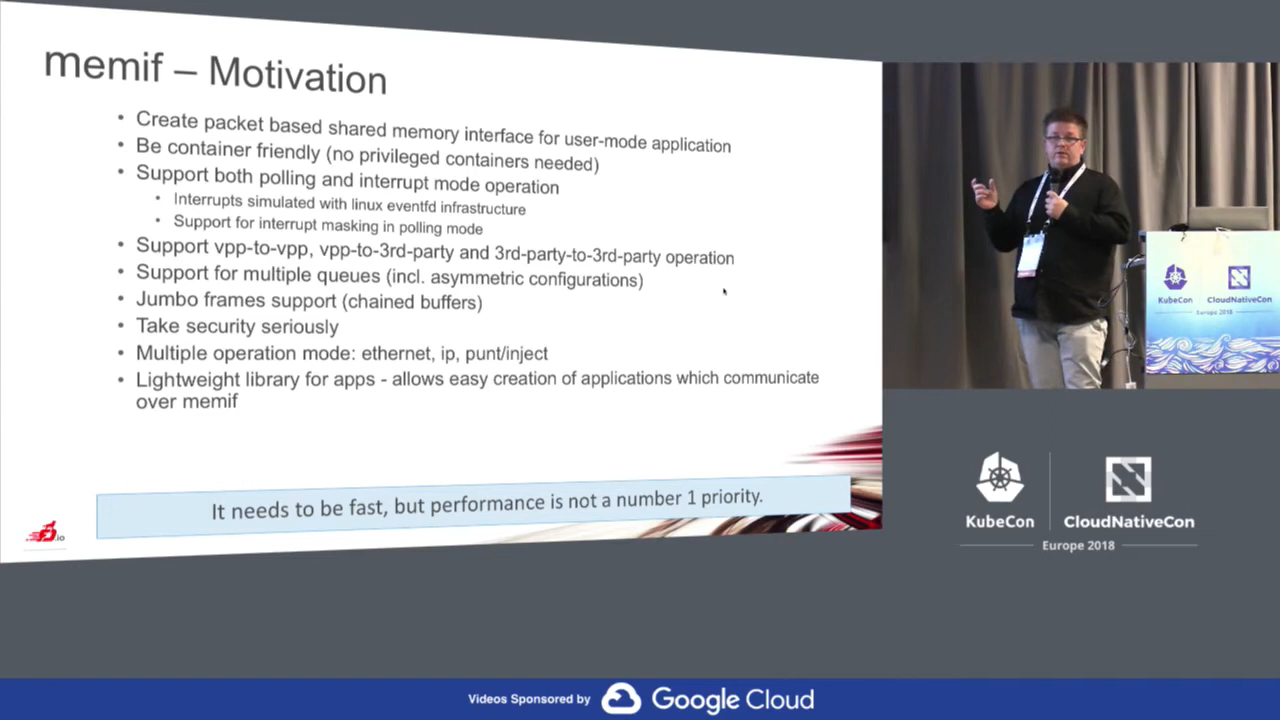 memif – Motivation
• Create packet based shared memory interface for user-mode application
• Be container friendly (no privileged containers needed)
• Support both polling and interrupt mode operation
• Interrupts simulated with linux eventfd infrastructure
• Support for interrupt masking in polling mode
• Support vpp-to-vpp, vpp-to-3rd-party and 3rd-party-to-3rd-party operation
• Support for multiple queues (incl. asymmetric configurations)
• Jumbo frames support (chained buffers)
• Take security seriously
• Multiple operation mode: ethernet, ip, punt/inject
• Lightweight library for apps - allows easy creation of applications which communicate
over memif
It needs to be fast, but performance is not a number 1 priority.
.io
KubeCon CloudNativeCon
Europe 2018
KubeCon CloudNativeCon
Europe 2018
Videos Sponsored by Google Cloud